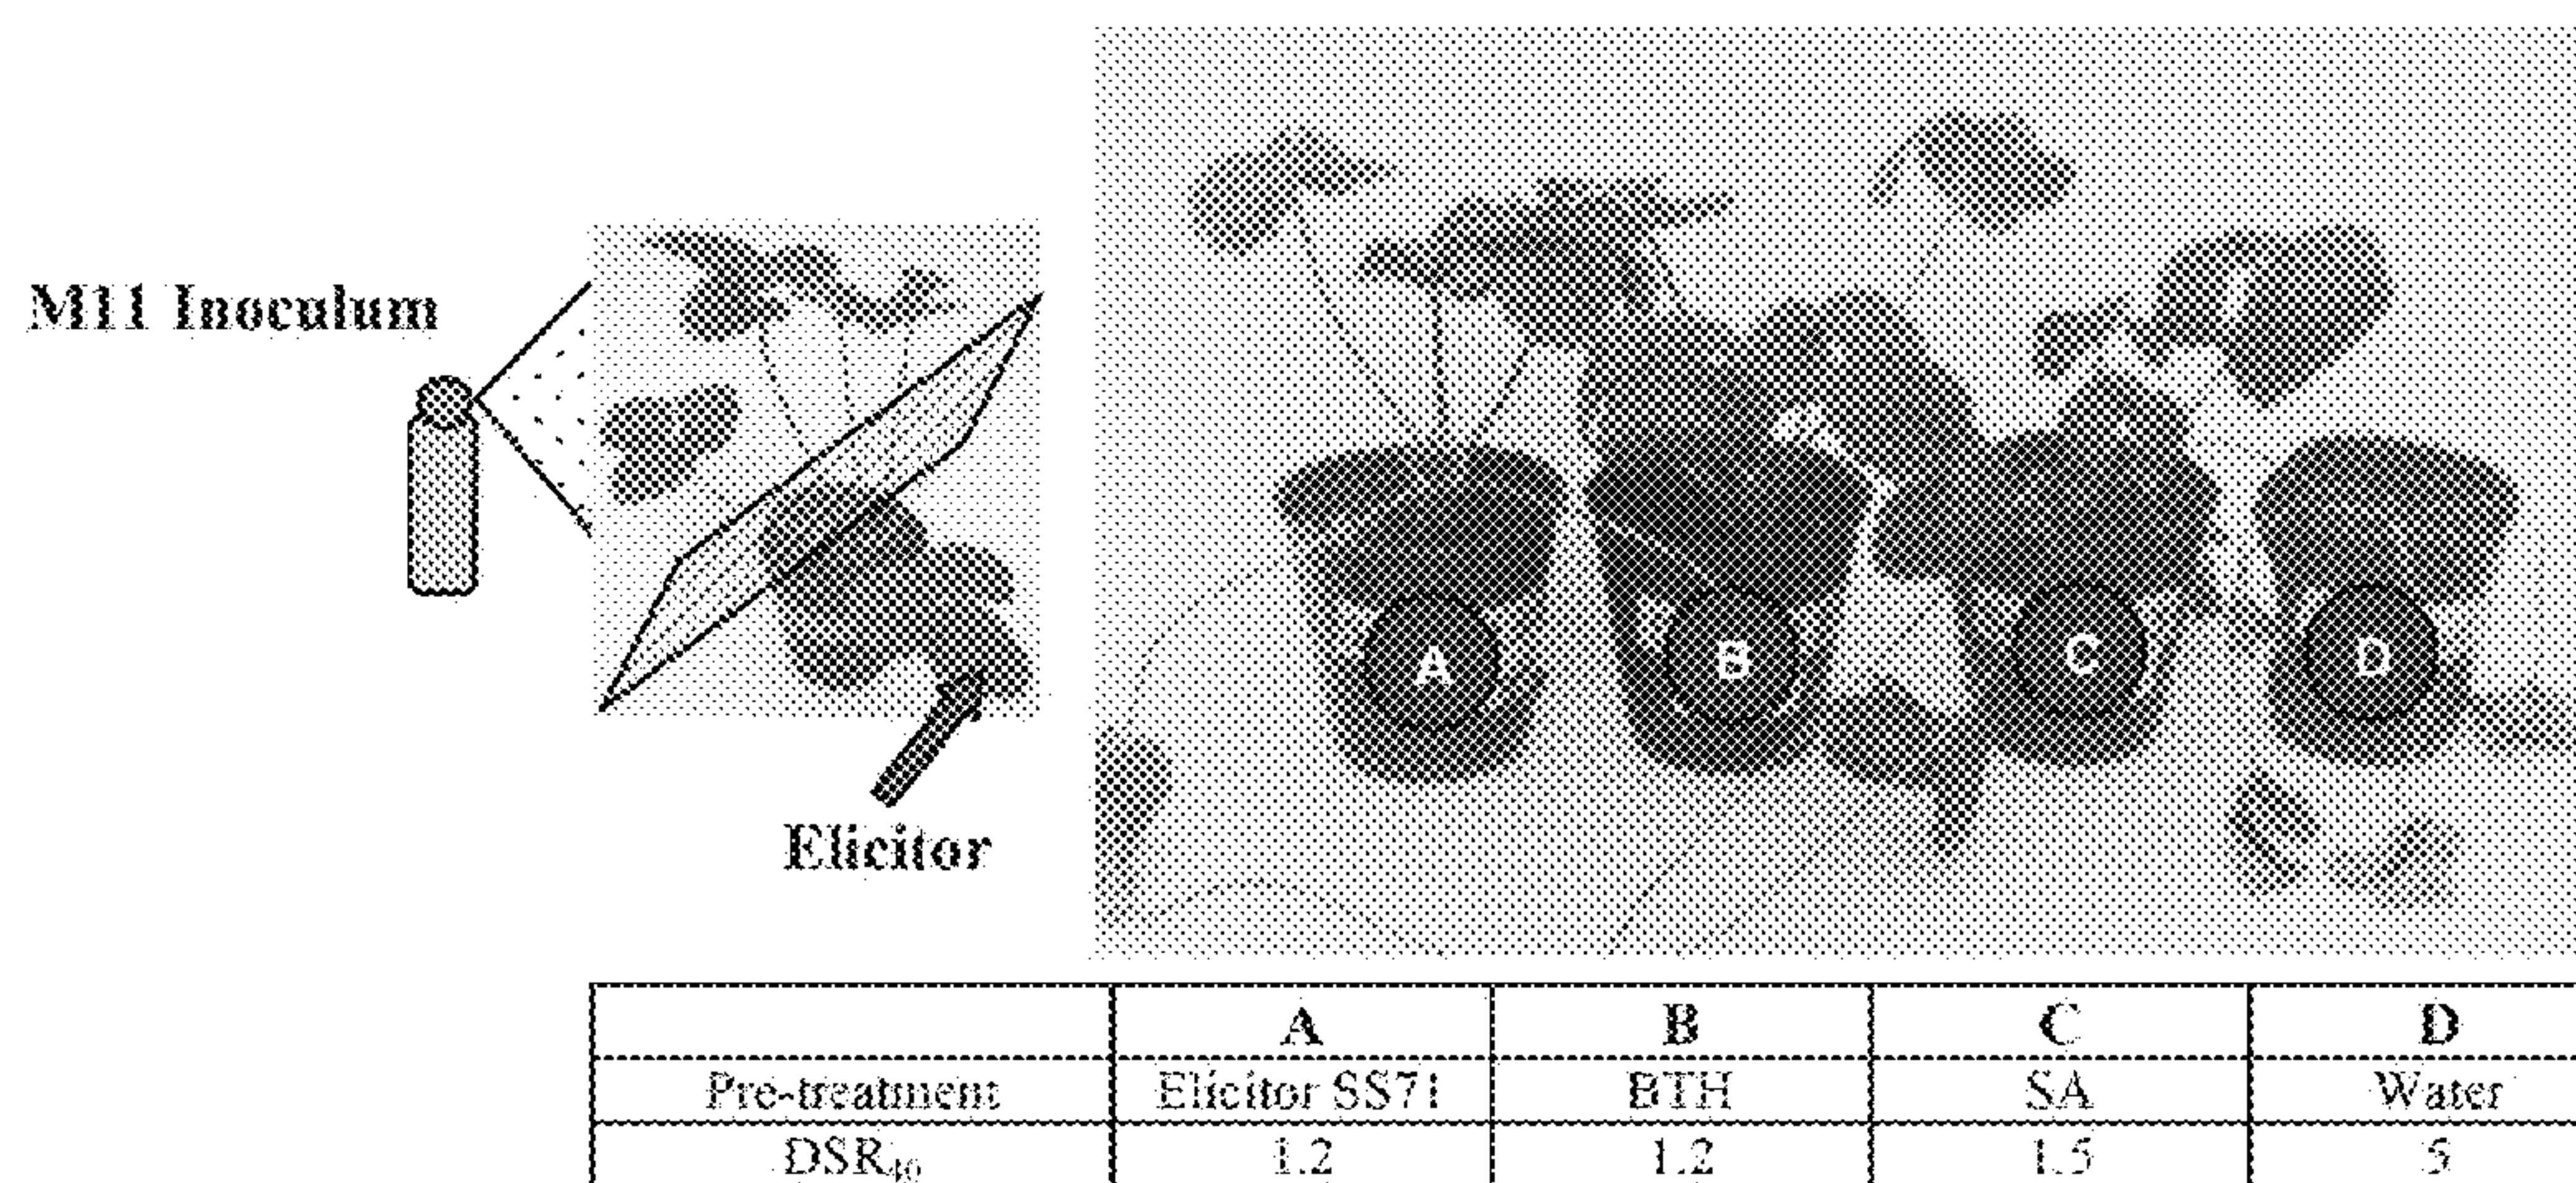 M11 Inoculum
Elicitor
A B C D
A B C D
Pre-treatment Elicitor SS71 BTH SA Water
DSR₄₀ 1.2 1.2 1.5 5